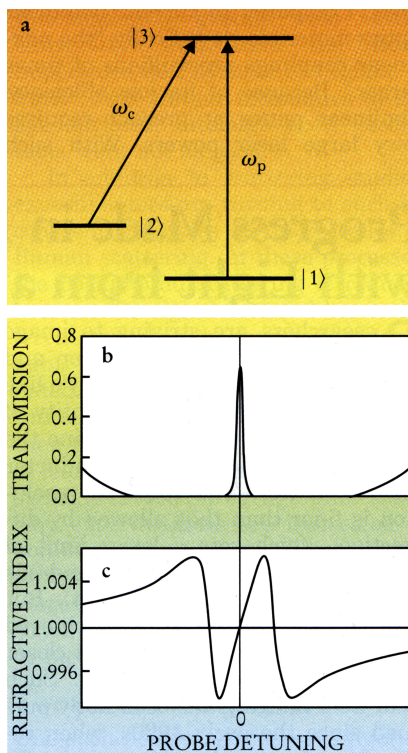 a
|3⟩
ω_c
ω_p
|2⟩
|1⟩
b
TRANSMISSION
0.8
0.6
0.4
0.2
0.0
c
REFRACTIVE INDEX
1.004
1.000
0.996
0
PROBE DETUNING